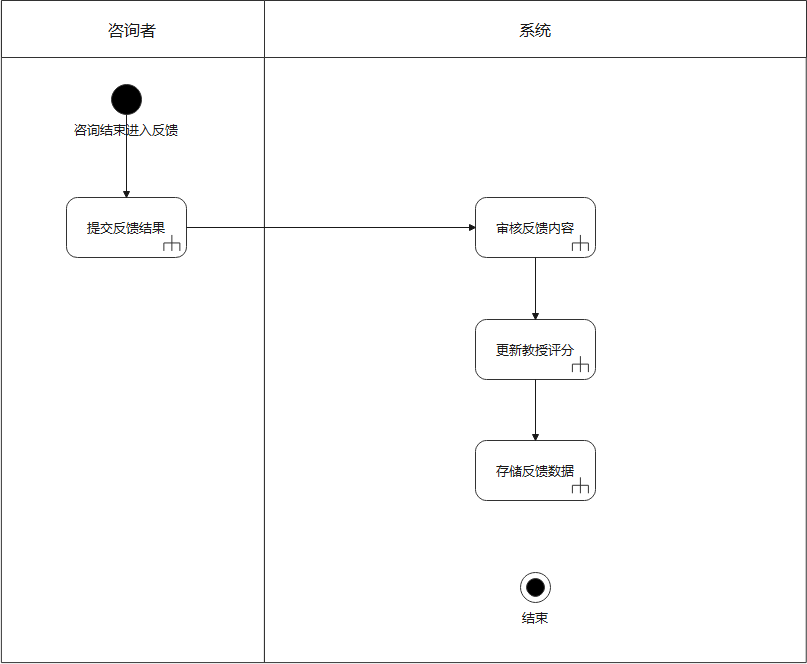 咨询者
系统
咨询结束进入反馈
提交反馈结果
审核反馈内容
更新教授评分
存储反馈数据
结束